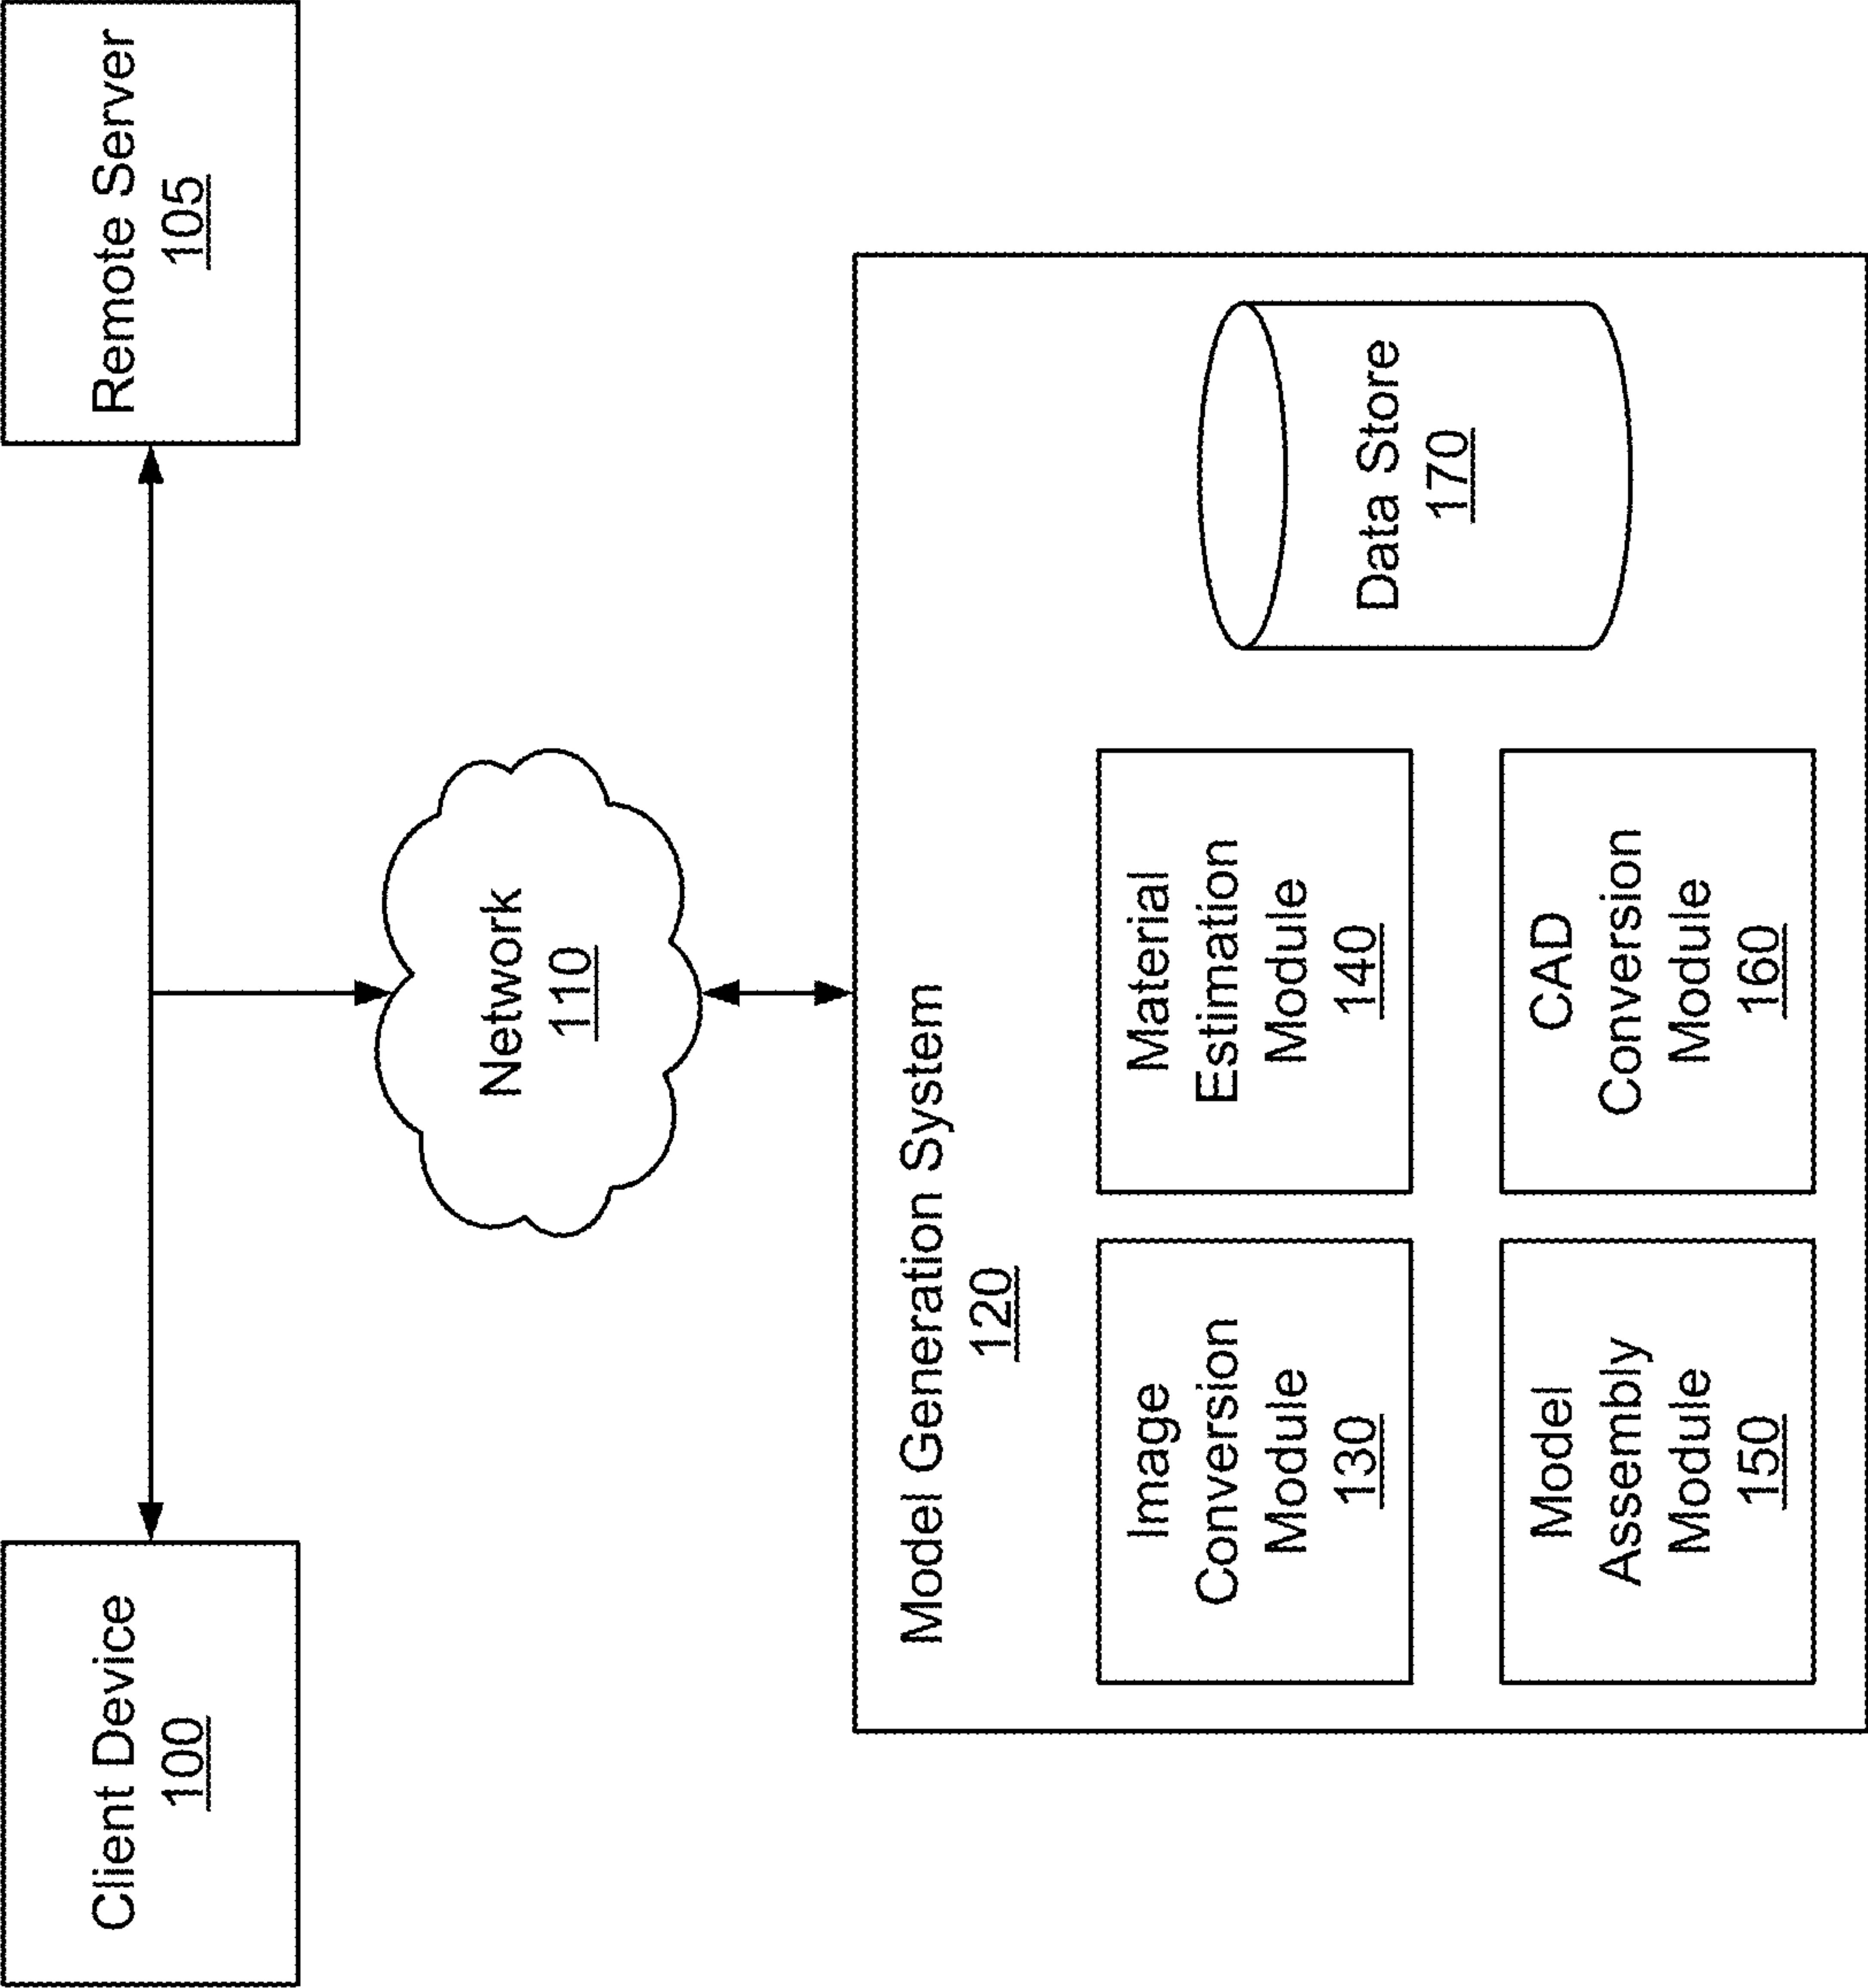 Client Device
100
Remote Server
105
Network
110
Model Generation System
120
Image
Conversion
Module
130
Material
Estimation
Module
140
Model
Assembly
Module
150
CAD
Conversion
Module
160
Data Store
170